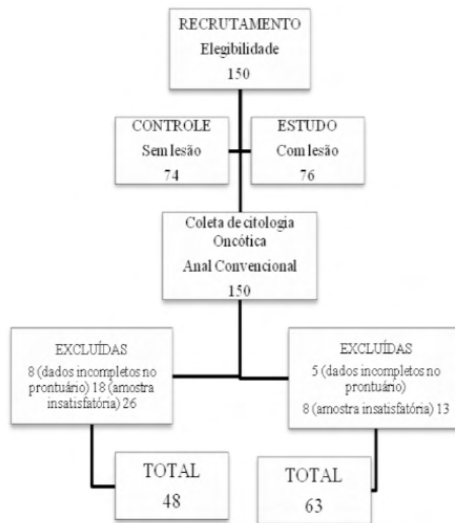 RECRUTAMENTO
Elegibilidade
150
CONTROLE
Sem lesão
74
ESTUDO
Com lesão
76
Coleta de citologia
Oncótica
Anal Convencional
150
EXCLUÍDAS
8 (dados incompletos no
prontuário) 18 (amostra
insatisfatória) 26
EXCLUÍDAS
5 (dados incompletos no
prontuário)
8 (amostra insatisfatória) 13
TOTAL
48
TOTAL
63